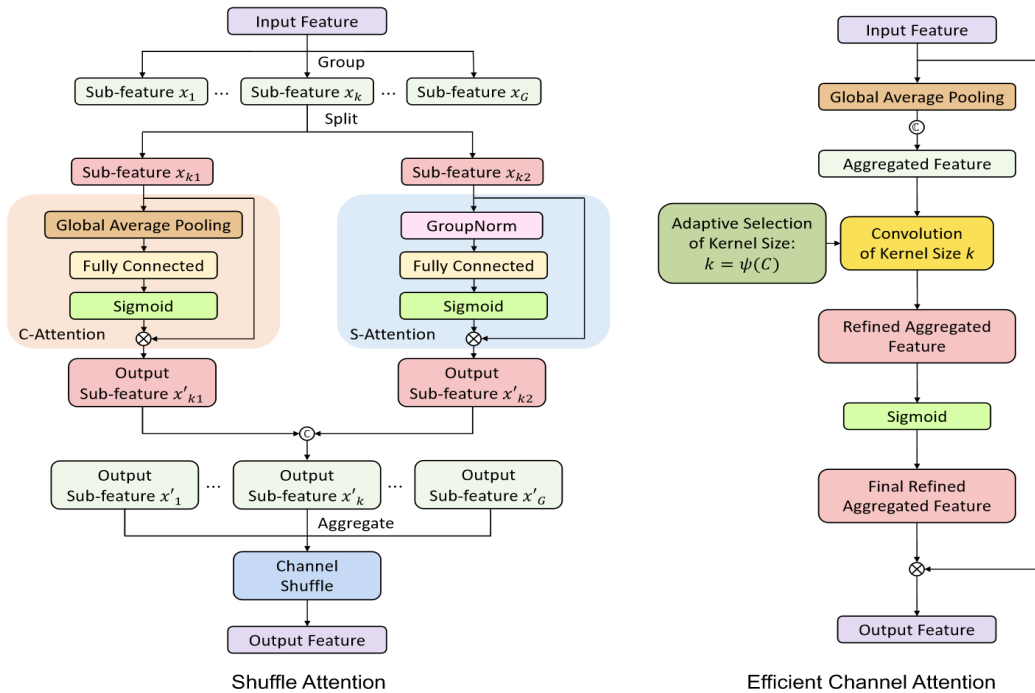 Input Feature
Group
Sub-feature x₁ ... Sub-feature xₖ ... Sub-feature x_G
Split
Sub-feature xₖ₁
Sub-feature xₖ₂
Global Average Pooling
Fully Connected
Sigmoid
C-Attention
GroupNorm
Fully Connected
Sigmoid
S-Attention
Output
Sub-feature x'ₖ₁
Output
Sub-feature x'ₖ₂
C
Output
Sub-feature x'₁
...
Output
Sub-feature x'ₖ
...
Output
Sub-feature x'_G
Aggregate
Channel
Shuffle
Output Feature
Shuffle Attention
Input Feature
Global Average Pooling
ℂ
Aggregated Feature
Adaptive Selection
of Kernel Size:
k = ψ(C)
Convolution
of Kernel Size k
Refined Aggregated
Feature
Sigmoid
Final Refined
Aggregated Feature
Output Feature
Efficient Channel Attention